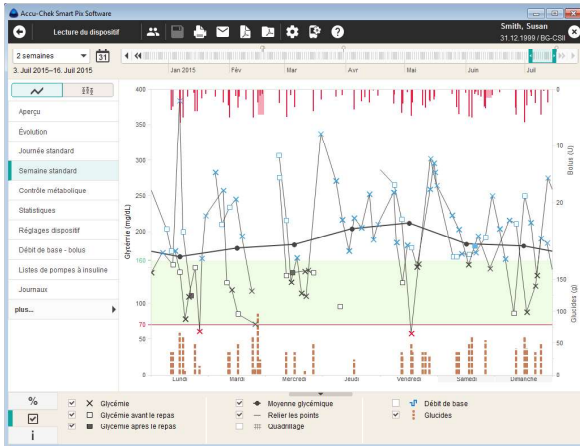 Accu-Chek Smart Pix Software
Lecture du dispositif
Smith, Susan
31.12.1999 / BG-CSII
2 semaines
31
3. Juil 2015–16. Juil 2015
Jan 2015 Fév Mar Avr Mai Juin Juil
Aperçu
Évolution
Journée standard
Semaine standard
Contrôle métabolique
Statistiques
Réglages dispositif
Débit de base - bolus
Listes de pompes à insuline
Journaux
plus...
Glycémie (mg/dL)
400
350
300
250
200
160
100
70
50
0
Bolus (U)
0
10
20
Glucides (g)
150
100
50
0
Lundi Mardi Mercredi Jeudi Vendredi Samedi Dimanche
%
i
Glycémie
Glycémie avant le repas
Glycémie après le repas
Moyenne glycémique
Relier les points
Quadrillage
Débit de base
Glucides